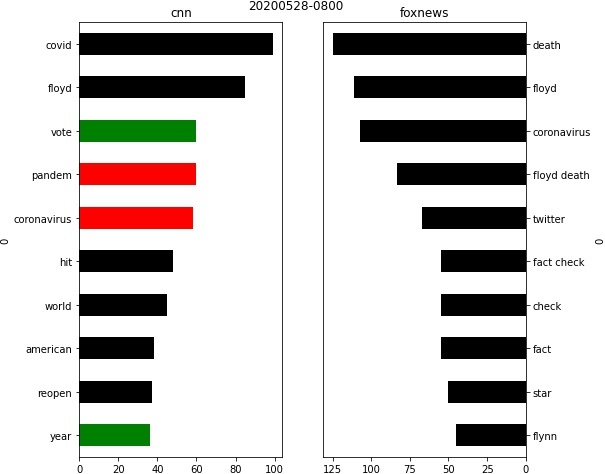 20200528-0800
cnn
covid
floyd
vote
pandem
coronavirus
hit
world
american
reopen
year
0
0 20 40 60 80 100
foxnews
death
floyd
coronavirus
floyd death
twitter
fact check
check
fact
star
flynn
0
125 100 75 50 25 0